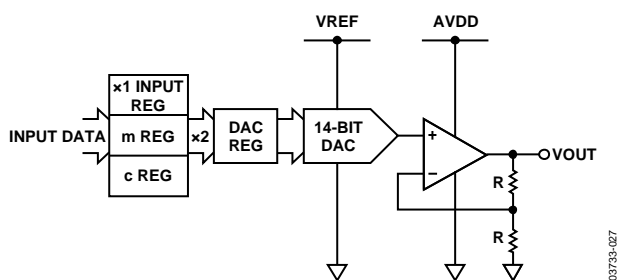 VREF
AVDD
×1 INPUT
REG
INPUT DATA
m REG
×2
DAC
REG
14-BIT
DAC
+
–
VOUT
R
c REG
R
03733-027